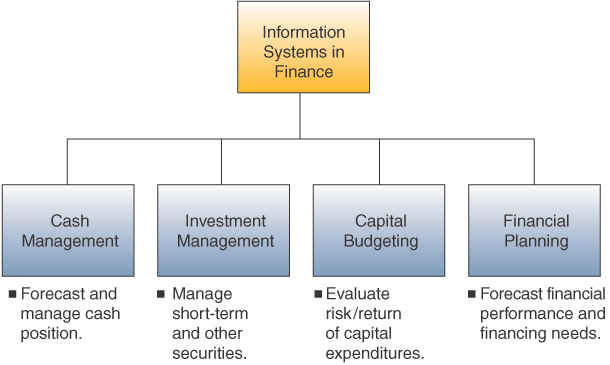 Information
Systems in
Finance
Cash
Management
Investment
Management
Capital
Budgeting
Financial
Planning
■ Forecast and
manage cash
position.
■ Manage
short-term
and other
securities.
■ Evaluate
risk/return
of capital
expenditures.
■ Forecast financial
performance and
financing needs.